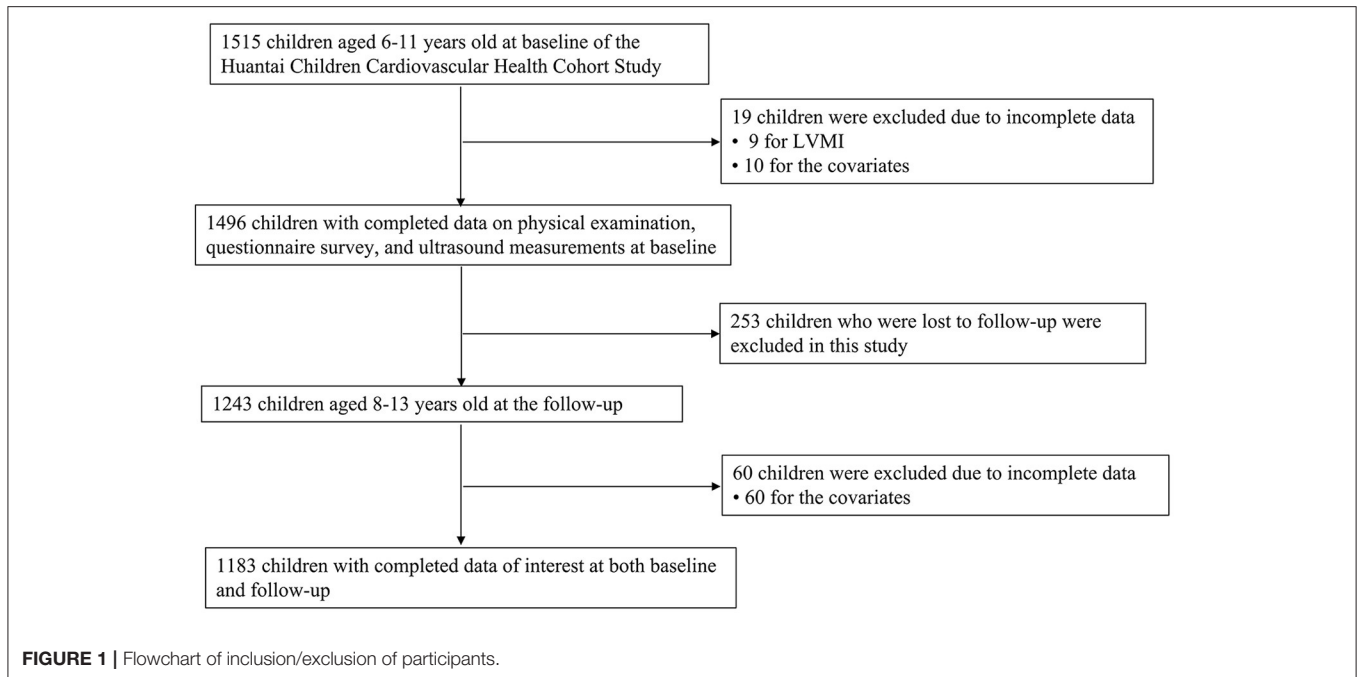 1515 children aged 6-11 years old at baseline of the
Huantai Children Cardiovascular Health Cohort Study
19 children were excluded due to incomplete data
• 9 for LVMI
• 10 for the covariates
1496 children with completed data on physical examination,
questionnaire survey, and ultrasound measurements at baseline
253 children who were lost to follow-up were
excluded in this study
1243 children aged 8-13 years old at the follow-up
60 children were excluded due to incomplete data
• 60 for the covariates
1183 children with completed data of interest at both baseline
and follow-up
FIGURE 1 | Flowchart of inclusion/exclusion of participants.